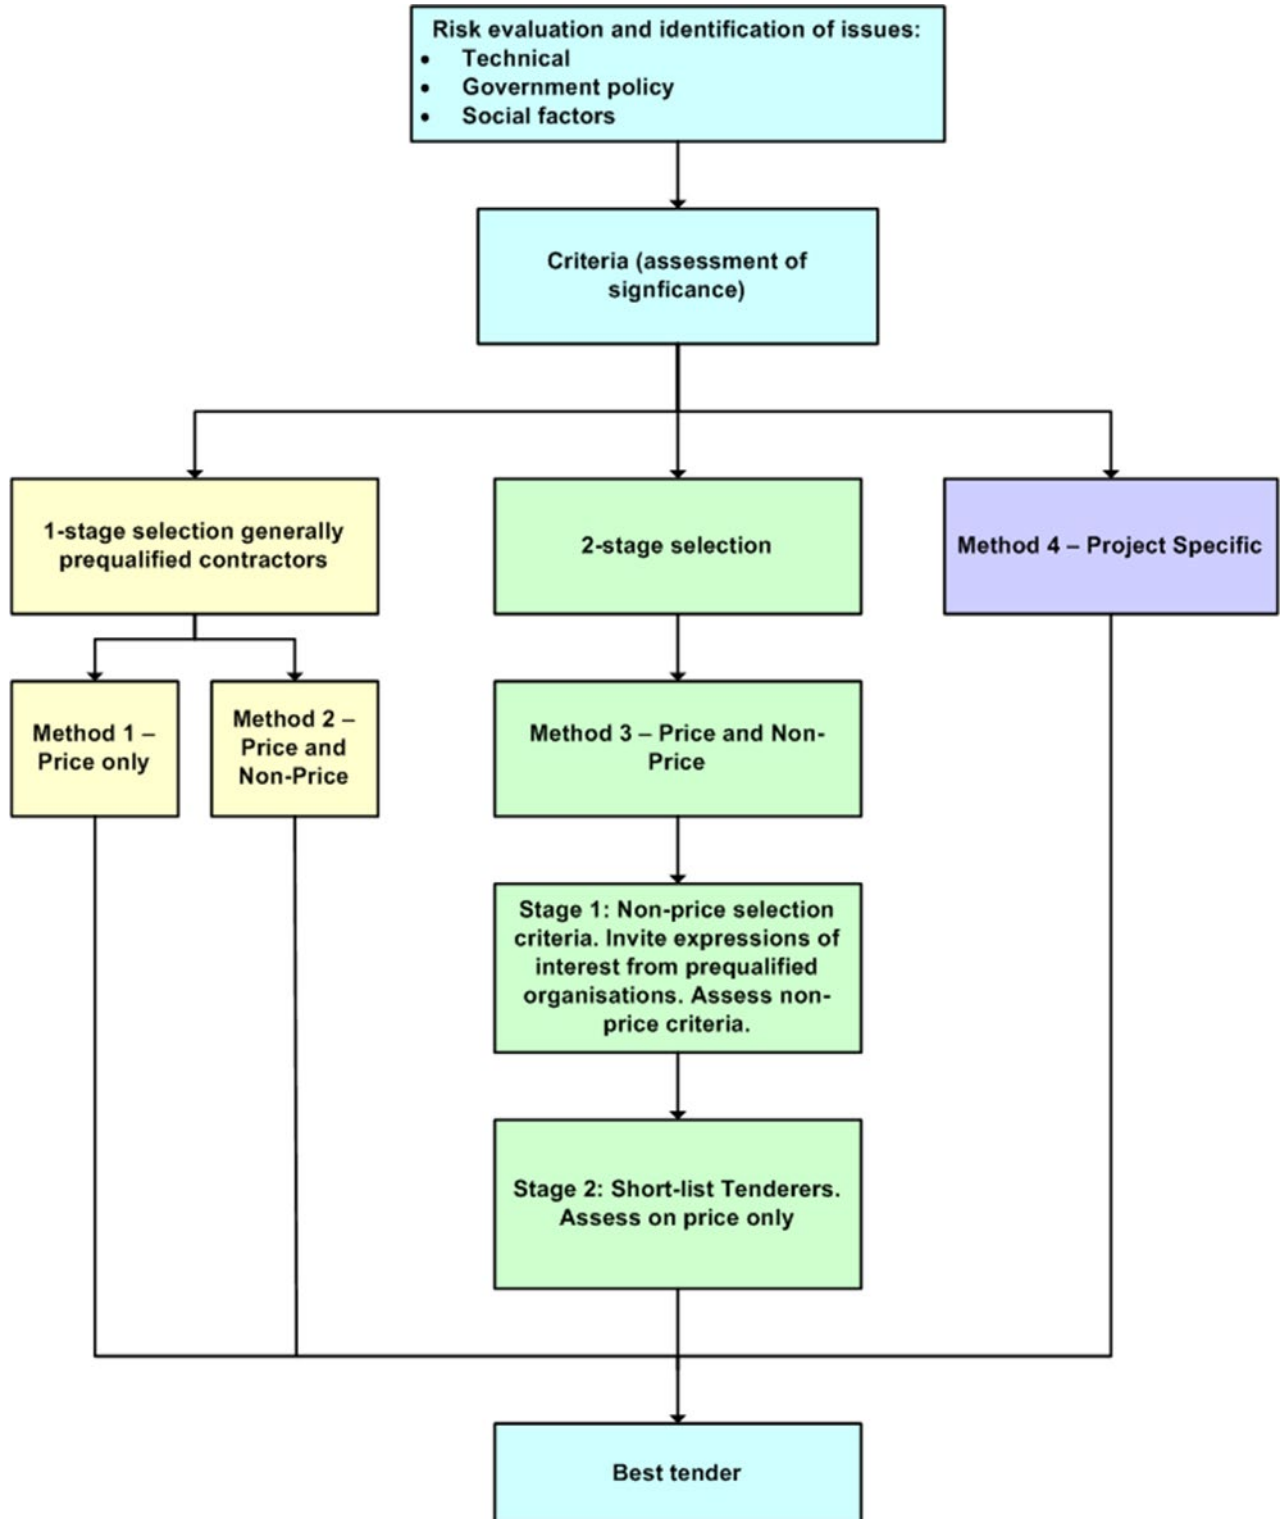 Risk evaluation and identification of issues:
• Technical
• Government policy
• Social factors
Criteria (assessment of
signficance)
1-stage selection generally
prequalified contractors
2-stage selection
Method 4 – Project Specific
Method 1 –
Price only
Method 2 –
Price and
Non-Price
Method 3 – Price and Non-
Price
Stage 1: Non-price selection
criteria. Invite expressions of
interest from prequalified
organisations. Assess non-
price criteria.
Stage 2: Short-list Tenderers.
Assess on price only
Best tender